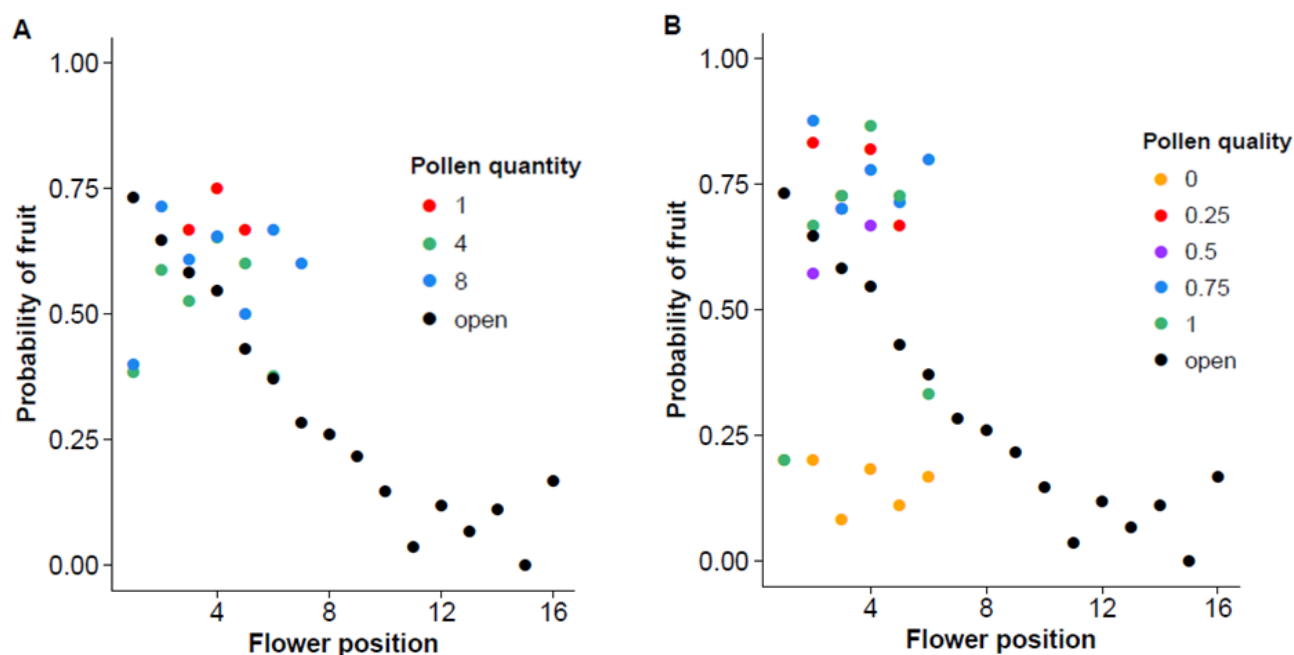 A
Probability of fruit
1.00
0.75
0.50
0.25
0.00
4
8
12
16
Flower position
Pollen quantity
1
4
8
open
B
Probability of fruit
1.00
0.75
0.50
0.25
0.00
4
8
12
16
Flower position
Pollen quality
0
0.25
0.5
0.75
1
open